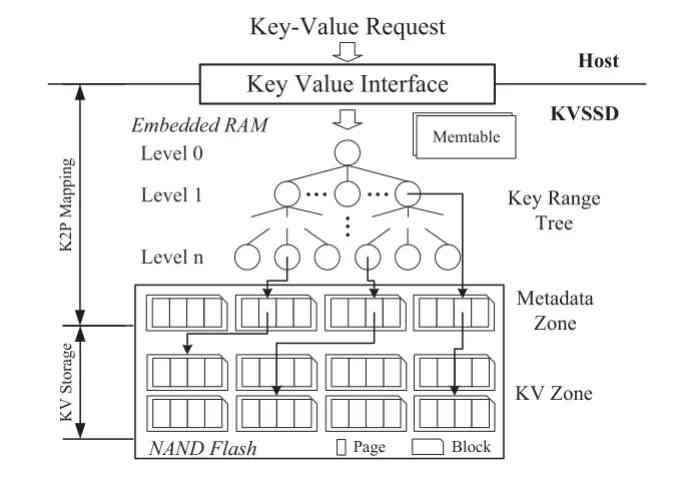 Key-Value Request
Host
Key Value Interface
KVSSD
Embedded RAM
Memtable
Level 0
Level 1
Key Range
Tree
K2P Mapping
Level n
Metadata
Zone
KV Storage
KV Zone
NAND Flash
Page
Block